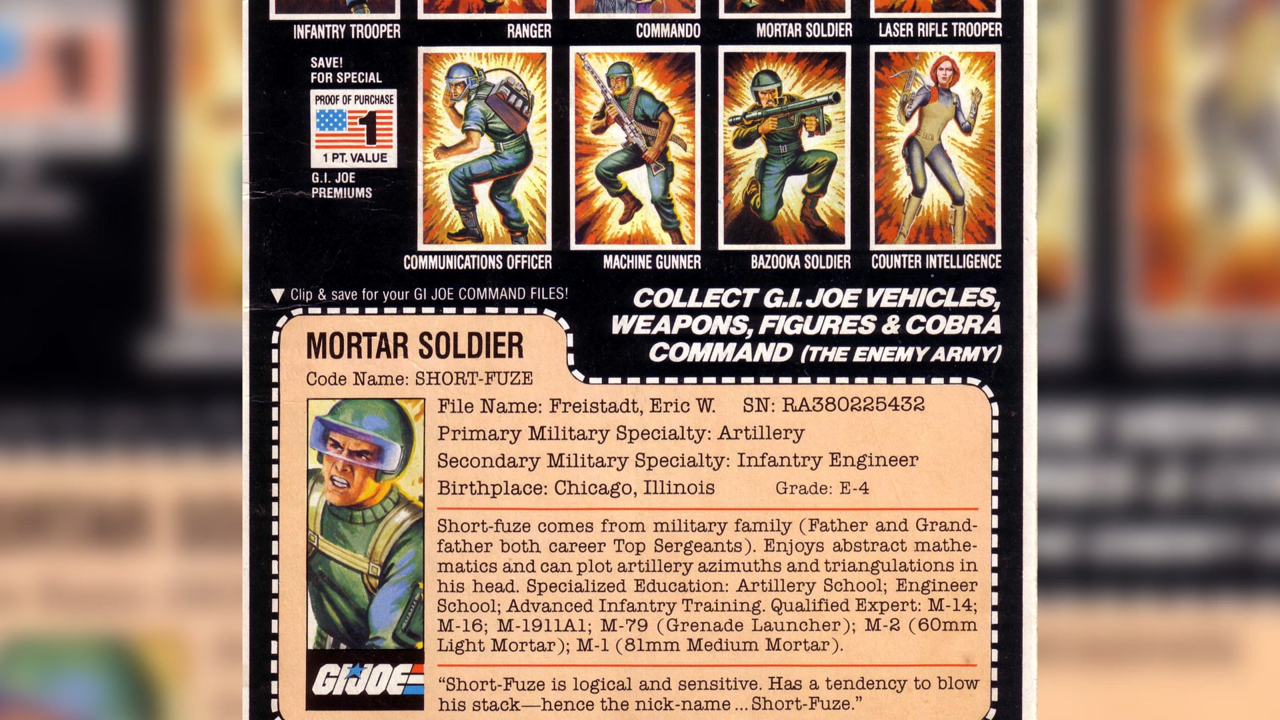 INFANTRY TROOPER
RANGER
COMMANDO
MORTAR SOLDIER
LASER RIFLE TROOPER
SAVE!
FOR SPECIAL
PROOF OF PURCHASE
1
1 PT. VALUE
G.I. JOE
PREMIUMS
COMMUNICATIONS OFFICER
MACHINE GUNNER
BAZOOKA SOLDIER
COUNTER INTELLIGENCE
▼ Clip & save for your GI JOE COMMAND FILES!
COLLECT G.I. JOE VEHICLES,
WEAPONS, FIGURES & COBRA
COMMAND (THE ENEMY ARMY)
MORTAR SOLDIER
Code Name: SHORT-FUZE
File Name: Freistadt, Eric W. SN: RA380225432
Primary Military Specialty: Artillery
Secondary Military Specialty: Infantry Engineer
Birthplace: Chicago, Illinois Grade: E-4
Short-fuze comes from military family (Father and Grand-
father both career Top Sergeants). Enjoys abstract mathe-
matics and can plot artillery azimuths and triangulations in
his head. Specialized Education: Artillery School; Engineer
School; Advanced Infantry Training. Qualified Expert: M-14;
M-16; M-1911A1; M-79 (Grenade Launcher); M-2 (60mm
Light Mortar); M-1 (81mm Medium Mortar).
GI JOE
"Short-Fuze is logical and sensitive. Has a tendency to blow
his stack—hence the nick-name ... Short-Fuze."